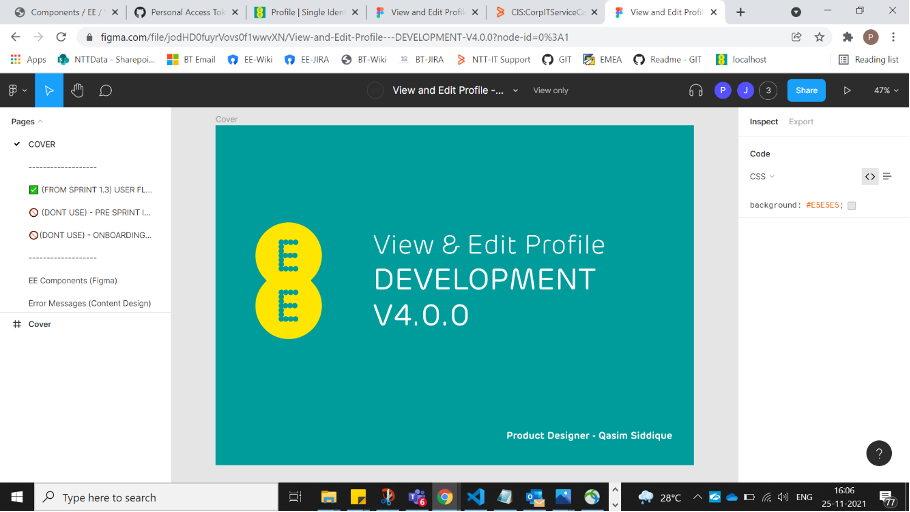 Components / EE / 
Personal Access Tok
Profile | Single Ident
View and Edit Profile
CIS:CorpITServiceCa
View and Edit Profil
figma.com/file/jodHD0fuyrVovs0f1wwvXN/View-and-Edit-Profile---DEVELOPMENT-V4.0.0?node-id=0%3A1
P
Apps
NTTData - Sharepoi...
BT Email
EE-Wiki
EE-JIRA
BT-Wiki
BT-JIRA
NTT-IT Support
GIT
EMEA
Readme - GIT
localhost
Reading list
View and Edit Profile -...
View only
P
J
3
Share
47%
Pages
COVER
-------------------
(FROM SPRINT 1.3) USER FL...
(DONT USE) - PRE SPRINT I...
(DONT USE) - ONBOARDING...
-------------------
EE Components (Figma)
Error Messages (Content Design)
Cover
Cover
E
E
View & Edit Profile
DEVELOPMENT
V4.0.0
Product Designer - Qasim Siddique
Inspect
Export
Code
CSS
background: #E5E5E5;
?
Type here to search
28°C
ENG
16:06
25-11-2021
77